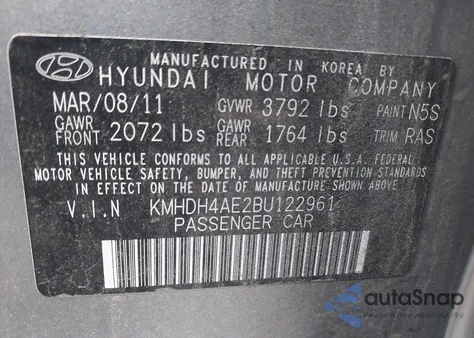 MANUFACTURED IN KOREA BY
HYUNDAI MOTOR COMPANY
MAR/08/11 GVWR 3792 lbs PAINT N5S
GAWR FRONT 2072 lbs GAWR REAR 1764 lbs TRIM RAS
THIS VEHICLE CONFORMS TO ALL APPLICABLE U.S.A. FEDERAL
MOTOR VEHICLE SAFETY, BUMPER, AND THEFT PREVENTION STANDARDS
IN EFFECT ON THE DATE OF MANUFACTURE SHOWN ABOVE.
V.I.N KMHDH4AE2BU122961
PASSENGER CAR
autoSnap